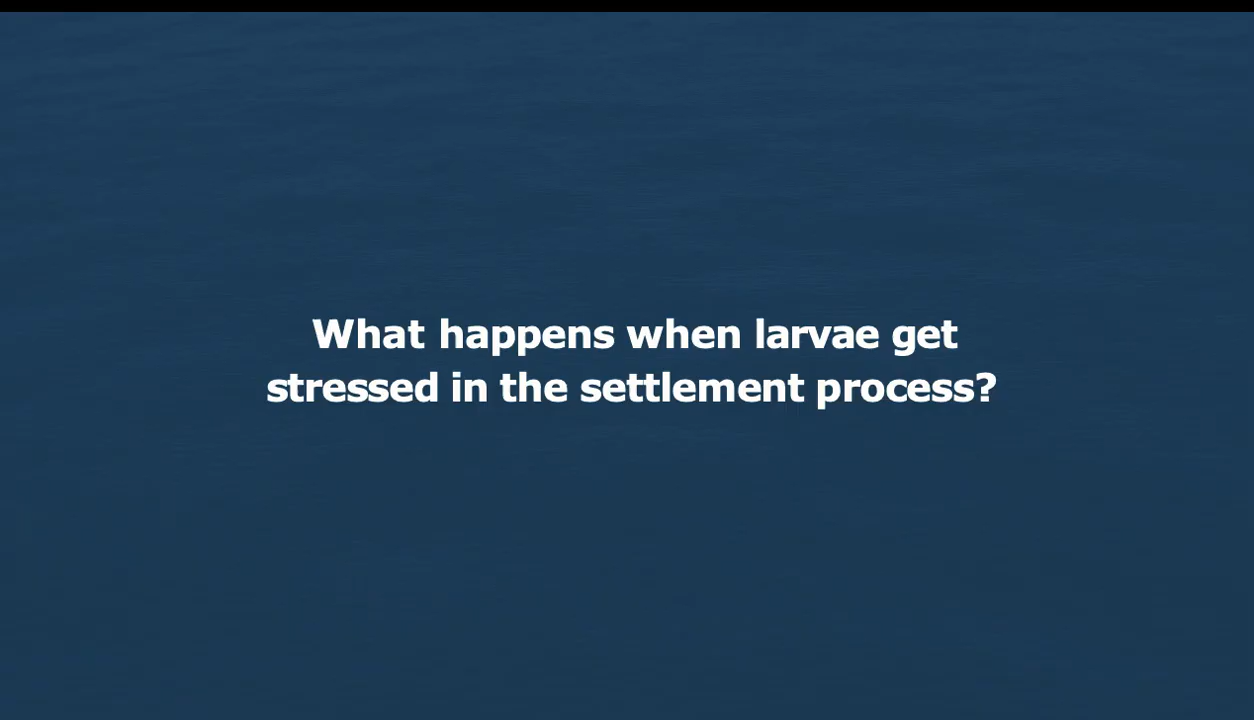 What happens when larvae get
stressed in the settlement process?